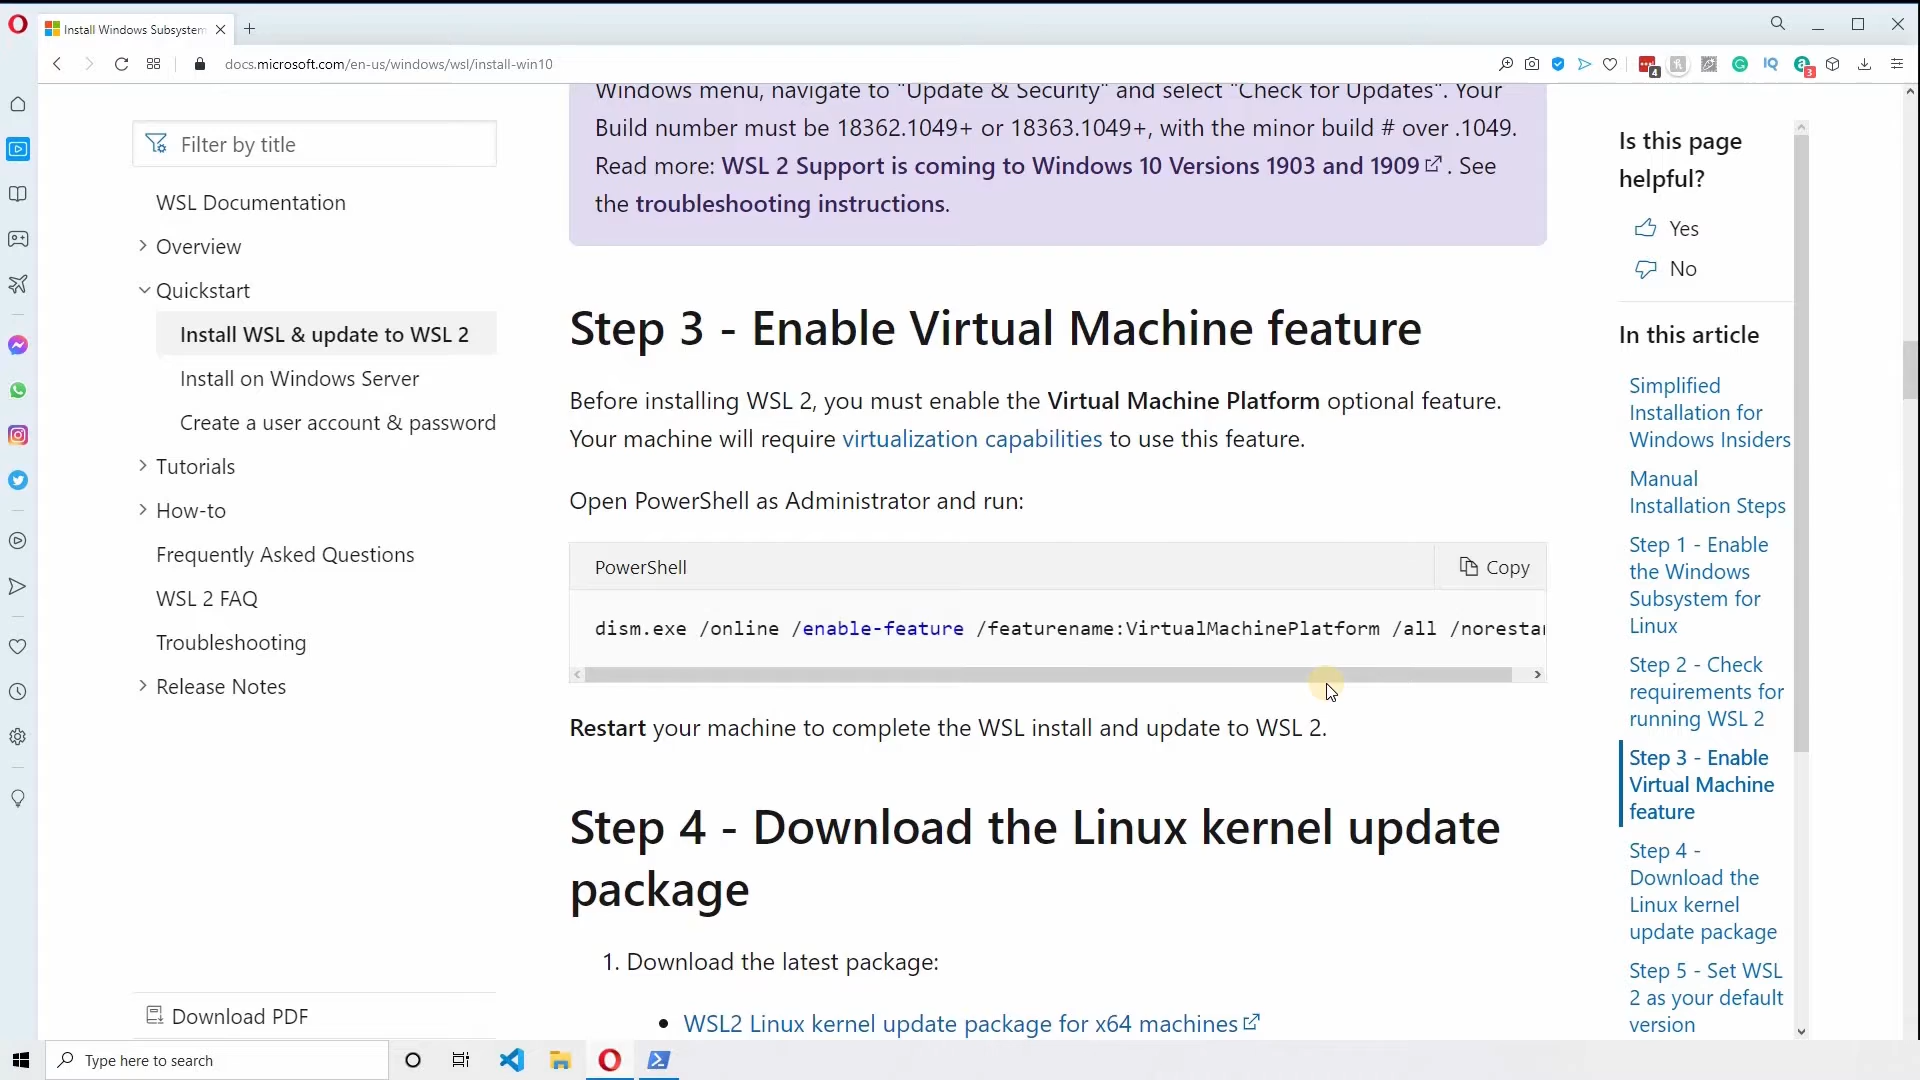 Install Windows Subsystem
docs.microsoft.com/en-us/windows/wsl/install-win10
4
IQ
3
Filter by title
WSL Documentation
Overview
Quickstart
Install WSL & update to WSL 2
Install on Windows Server
Create a user account & password
Tutorials
How-to
Frequently Asked Questions
WSL 2 FAQ
Troubleshooting
Release Notes
Download PDF
Windows menu, navigate to "Update & Security" and select "Check for Updates". Your
Build number must be 18362.1049+ or 18363.1049+, with the minor build # over .1049.
Read more: WSL 2 Support is coming to Windows 10 Versions 1903 and 1909 . See
the troubleshooting instructions.
Step 3 - Enable Virtual Machine feature
Before installing WSL 2, you must enable the Virtual Machine Platform optional feature.
Your machine will require virtualization capabilities to use this feature.
Open PowerShell as Administrator and run:
PowerShell
Copy
dism.exe /online /enable-feature /featurename:VirtualMachinePlatform /all /norestar
Restart your machine to complete the WSL install and update to WSL 2.
Step 4 - Download the Linux kernel update
package
1. Download the latest package:
• WSL2 Linux kernel update package for x64 machines
Is this page
helpful?
Yes
No
In this article
Simplified
Installation for
Windows Insiders
Manual
Installation Steps
Step 1 - Enable
the Windows
Subsystem for
Linux
Step 2 - Check
requirements for
running WSL 2
Step 3 - Enable
Virtual Machine
feature
Step 4 -
Download the
Linux kernel
update package
Step 5 - Set WSL
2 as your default
version
Type here to search